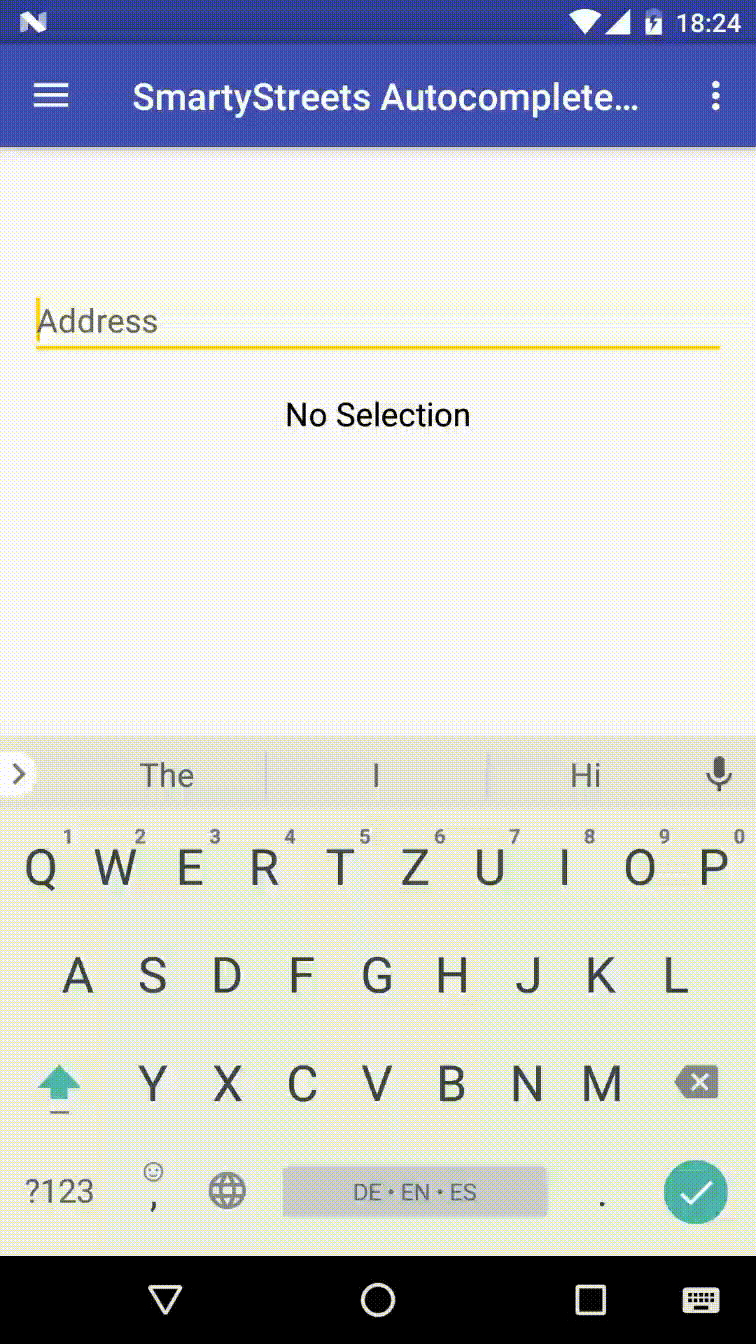 18:24
SmartyStreets Autocomplete...
Address
No Selection
The I Hi
1 2 3 4 5 6 7 8 9 0
Q W E R T Z U I O P
A S D F G H J K L
Y X C V B N M
?123 , DE • EN • ES .